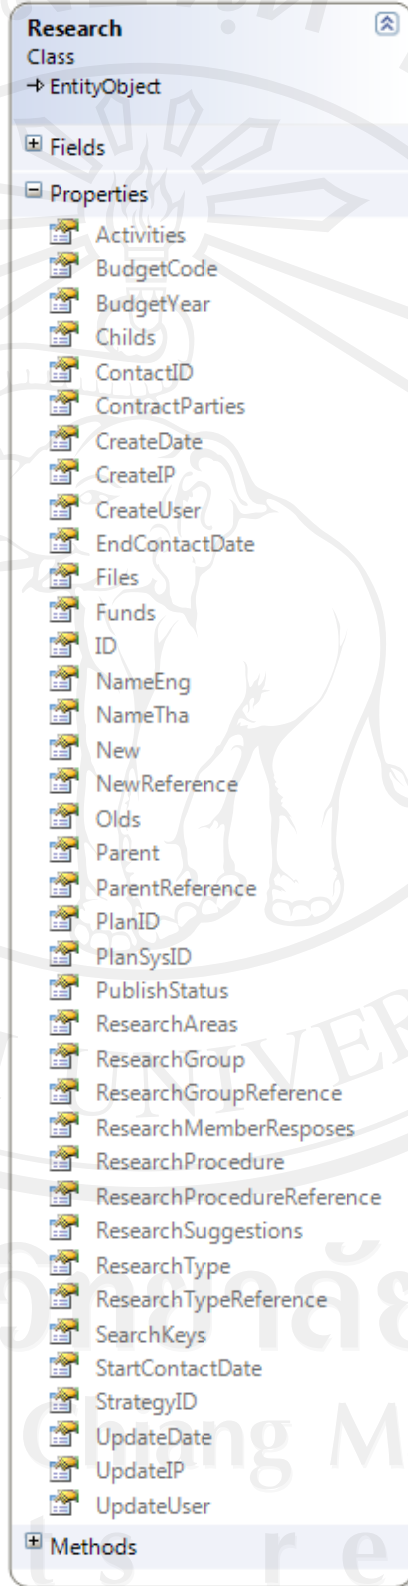 Research
Class
EntityObject
Fields
Properties
Activities
BudgetCode
BudgetYear
Childs
ContactID
ContractParties
CreateDate
CreateIP
CreateUser
EndContactDate
Files
Funds
ID
NameEng
NameTha
New
NewReference
Olds
Parent
ParentReference
PlanID
PlanSysID
PublishStatus
ResearchAreas
ResearchGroup
ResearchGroupReference
ResearchMemberResposes
ResearchProcedure
ResearchProcedureReference
ResearchSuggestions
ResearchType
ResearchTypeReference
SearchKeys
StartContactDate
StrategyID
UpdateDate
UpdateIP
UpdateUser
Methods
Chiang M